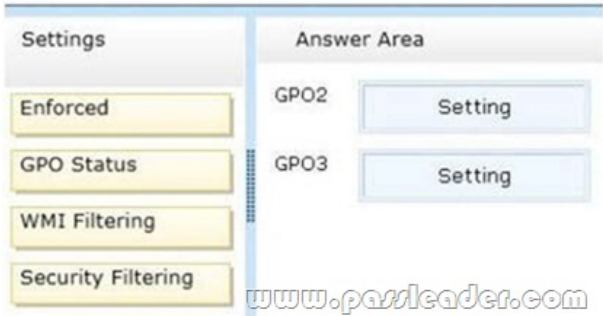 Settings
Answer Area
Enforced
GPO Status
WMI Filtering
Security Filtering
GPO2
Setting
GPO3
Setting
www.passleader.com